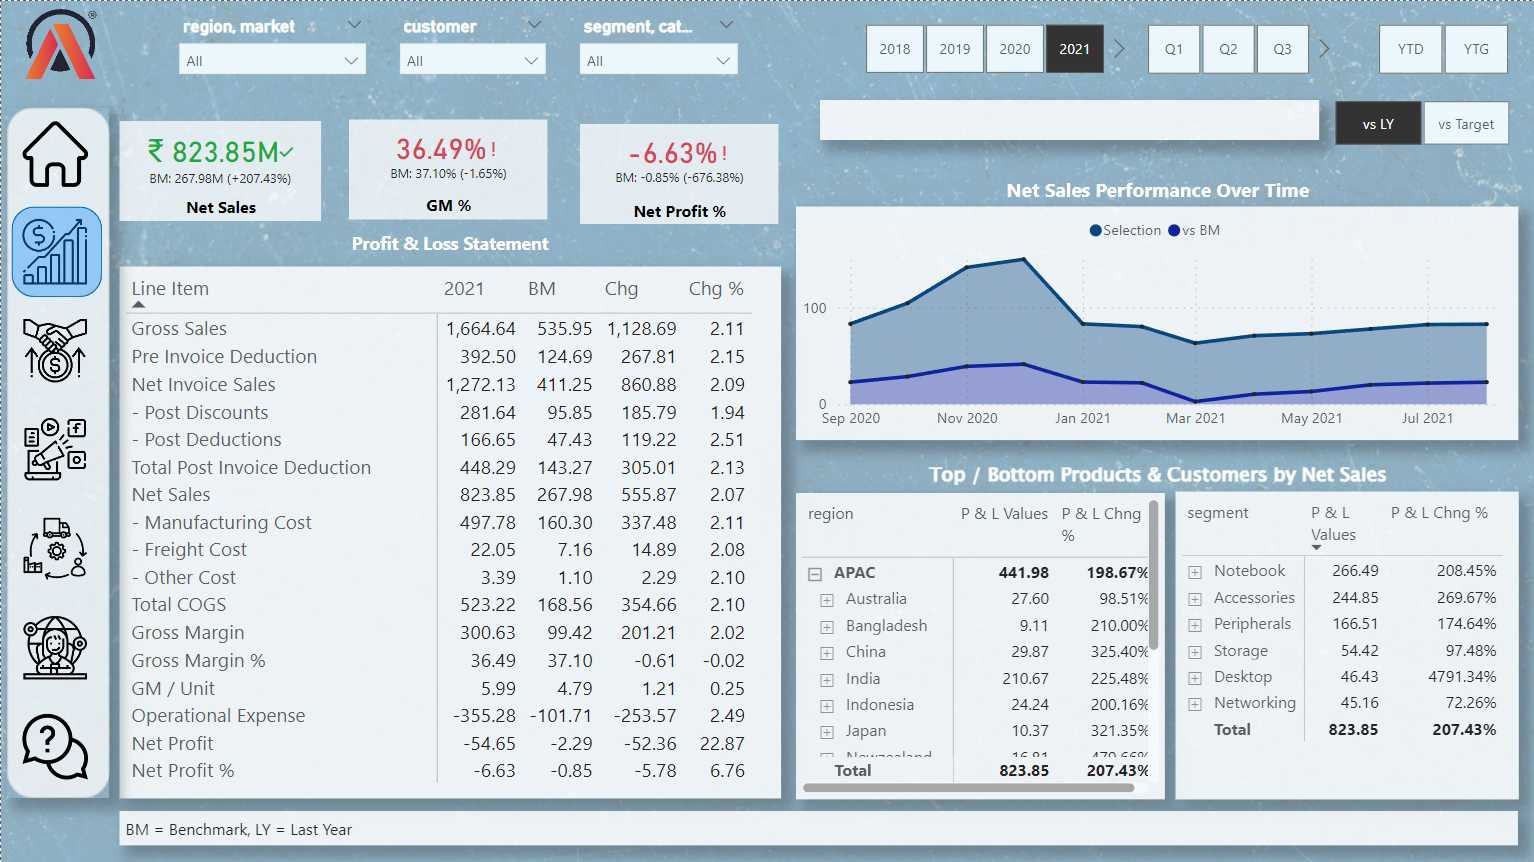 ®
region, market
All
customer
All
segment, cat...
All
2018 2019 2020 2021
Q1 Q2 Q3
YTD YTG
vs LY vs Target
₹ 823.85M
BM: 267.98M (+207.43%)
Net Sales
36.49% !
BM: 37.10% (-1.65%)
GM %
-6.63% !
BM: -0.85% (-676.38%)
Net Profit %
Profit & Loss Statement
Line Item 2021 BM Chg Chg %
Gross Sales 1,664.64 535.95 1,128.69 2.11
Pre Invoice Deduction 392.50 124.69 267.81 2.15
Net Invoice Sales 1,272.13 411.25 860.88 2.09
- Post Discounts 281.64 95.85 185.79 1.94
- Post Deductions 166.65 47.43 119.22 2.51
Total Post Invoice Deduction 448.29 143.27 305.01 2.13
Net Sales 823.85 267.98 555.87 2.07
- Manufacturing Cost 497.78 160.30 337.48 2.11
- Freight Cost 22.05 7.16 14.89 2.08
- Other Cost 3.39 1.10 2.29 2.10
Total COGS 523.22 168.56 354.66 2.10
Gross Margin 300.63 99.42 201.21 2.02
Gross Margin % 36.49 37.10 -0.61 -0.02
GM / Unit 5.99 4.79 1.21 0.25
Operational Expense -355.28 -101.71 -253.57 2.49
Net Profit -54.65 -2.29 -52.36 22.87
Net Profit % -6.63 -0.85 -5.78 6.76
Net Sales Performance Over Time
Selection vs BM
100
0
Sep 2020 Nov 2020 Jan 2021 Mar 2021 May 2021 Jul 2021
Top / Bottom Products & Customers by Net Sales
region P & L Values P & L Chng
%
APAC 441.98 198.67%
Australia 27.60 98.51%
Bangladesh 9.11 210.00%
China 29.87 325.40%
India 210.67 225.48%
Indonesia 24.24 200.16%
Japan 10.37 321.35%
Newzealand 16.81 479.66%
Total 823.85 207.43%
segment P & L P & L Chng %
Values
Notebook 266.49 208.45%
Accessories 244.85 269.67%
Peripherals 166.51 174.64%
Storage 54.42 97.48%
Desktop 46.43 4791.34%
Networking 45.16 72.26%
Total 823.85 207.43%
BM = Benchmark, LY = Last Year